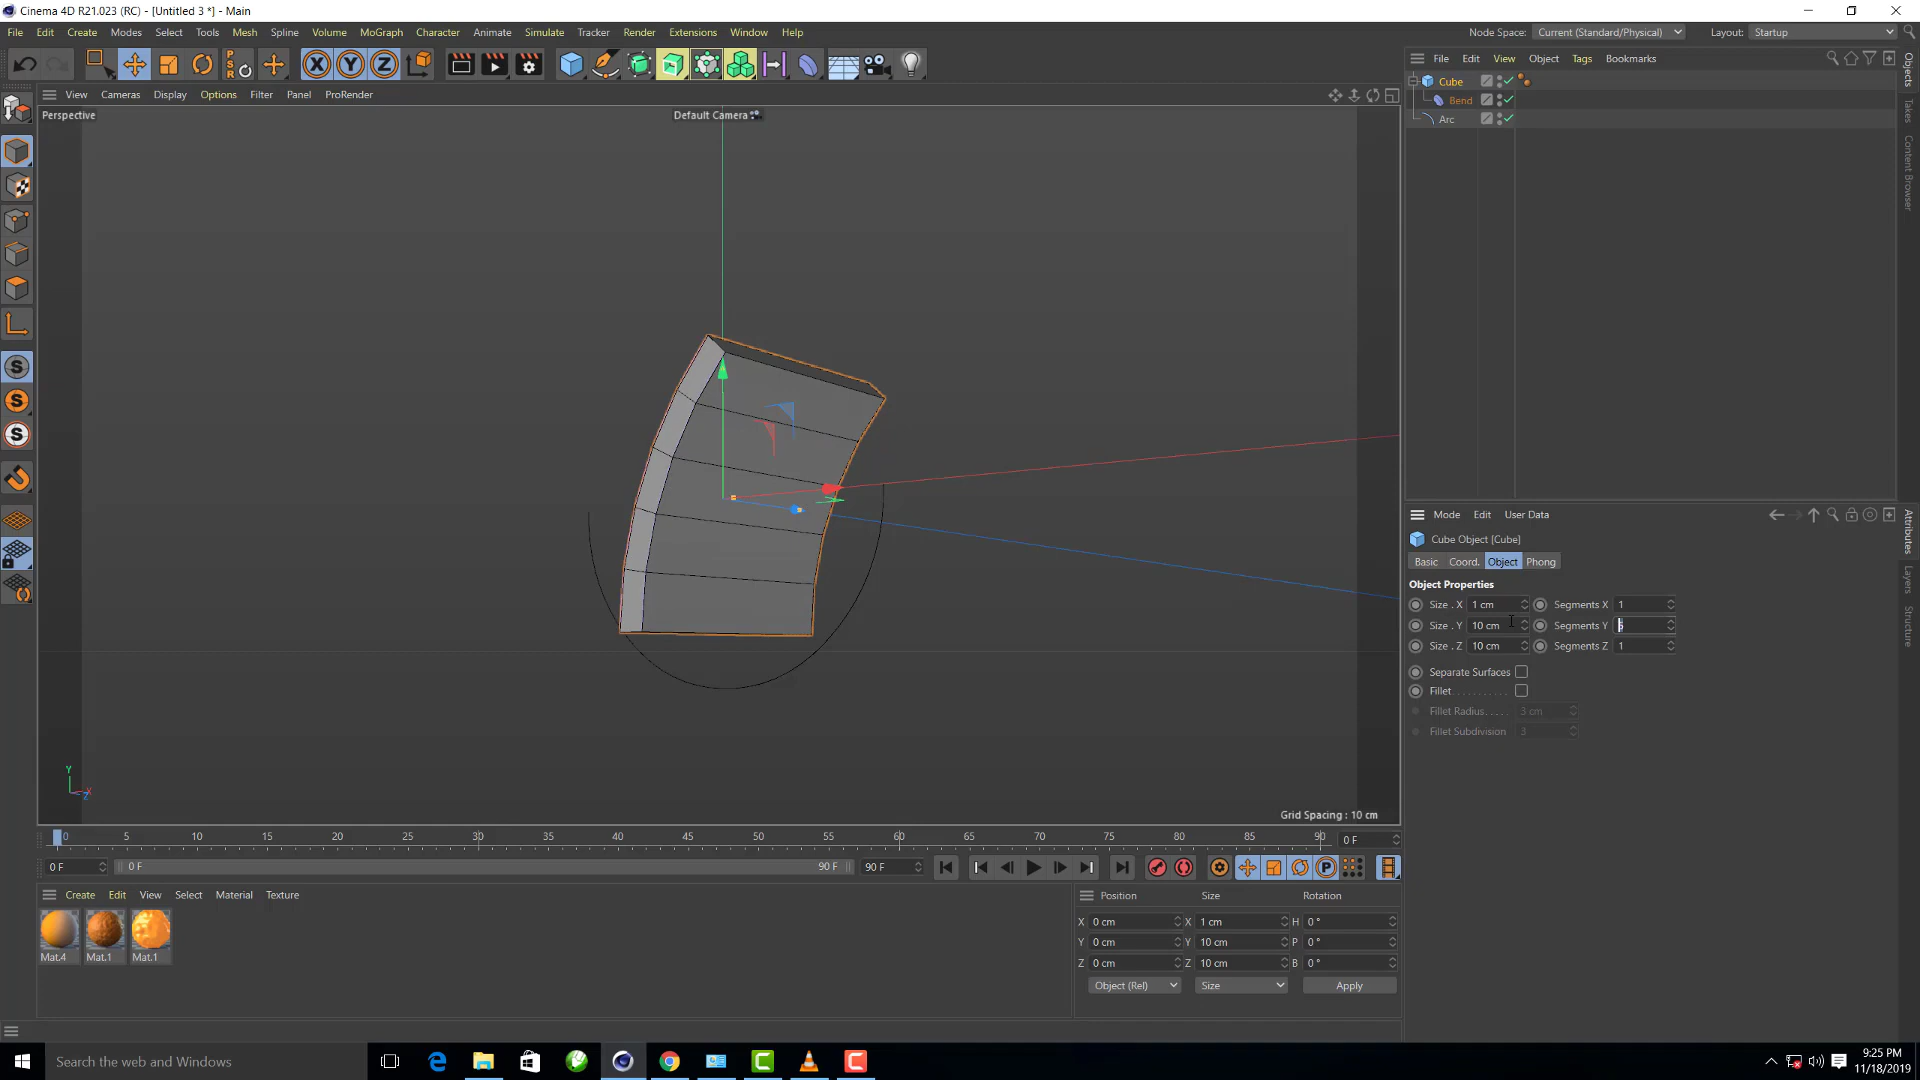 Cinema 4D R21.023 (RC) - [Untitled 3 *] - Main
File Edit Create Modes Select Tools Mesh Spline Volume MoGraph Character Animate Simulate Tracker Render Extensions Window Help
Node Space: Current (Standard/Physical) Layout: Startup
View Cameras Display Options Filter Panel ProRender
File Edit View Object Tags Bookmarks
Perspective
Default Camera
Cube
Bend
Arc
Objects
Takes
Content Browser
Mode Edit User Data
Cube Object [Cube]
Basic Coord. Object Phong
Object Properties
Size . X 1 cm Segments X 1
Size . Y 10 cm Segments Y
Size . Z 10 cm Segments Z 1
Separate Surfaces
Fillet
Fillet Radius 3 cm
Fillet Subdivision 3
Attributes
Layers
Structure
Y
X
Z
Grid Spacing : 10 cm
0 5 10 15 20 25 30 35 40 45 50 55 60 65 70 75 80 85 90 0 F
0 F 0 F 90 F 90 F
Create Edit View Select Material Texture
Mat.4 Mat.1 Mat.1
Position Size Rotation
X 0 cm X 1 cm H 0 °
Y 0 cm Y 10 cm P 0 °
Z 0 cm Z 10 cm B 0 °
Object (Rel) Size Apply
Search the web and Windows
9:25 PM
11/18/2019